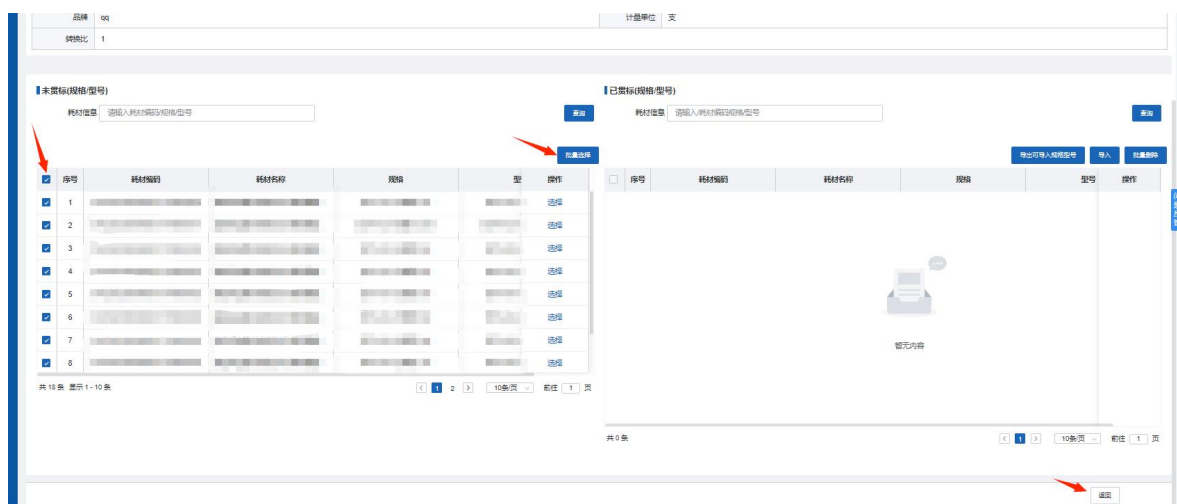 品牌 qq 计量单位 支
转换比 1
未贯标(规格/型号) 已贯标(规格/型号)
耗材信息 请输入耗材编码/规格/型号 查询 耗材信息 请输入/耗材编码规格/型号 查询
批量选择 导出可导入规格型号 导入 批量删除
序号 耗材编码 耗材名称 规格 型 操作 序号 耗材编码 耗材名称 规格 型号 操作
1 选择
2 选择
3 选择
4 选择
5 选择
6 选择
7 选择
8 选择
暂无内容
共 18 条 显示 1 - 10 条 1 2 10条/页 前往 1 页
共 0 条 1 10条/页 前往 1 页
返回